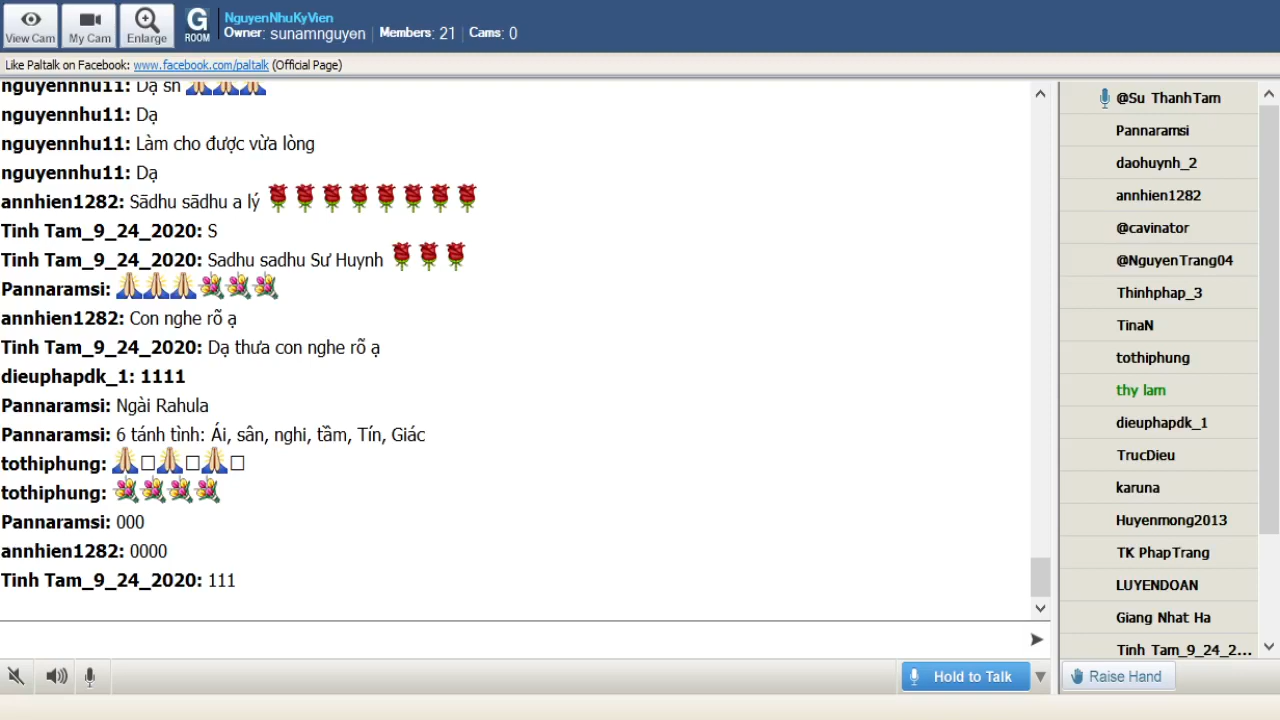 View Cam
My Cam
Enlarge
G
ROOM
NguyenNhuKyVien
Owner: sunamnguyen | Members: 21 | Cams: 0
Like Paltalk on Facebook: www.facebook.com/paltalk (Official Page)
nguyennhu11: Dạ sh
nguyennhu11: Dạ
nguyennhu11: Làm cho được vừa lòng
nguyennhu11: Dạ
annhien1282: Sādhu sādhu a lý
Tinh Tam_9_24_2020: S
Tinh Tam_9_24_2020: Sadhu sadhu Sư Huynh
Pannaramsi:
annhien1282: Con nghe rõ ạ
Tinh Tam_9_24_2020: Dạ thưa con nghe rõ ạ
dieuphapdk_1: 1111
Pannaramsi: Ngài Rahula
Pannaramsi: 6 tánh tình: Ái, sân, nghi, tầm, Tín, Giác
tothiphung:
tothiphung:
Pannaramsi: 000
annhien1282: 0000
Tinh Tam_9_24_2020: 111
@Su ThanhTam
Pannaramsi
daohuynh_2
annhien1282
@cavinator
@NguyenTrang04
Thinhphap_3
TinaN
tothiphung
thy lam
dieuphapdk_1
TrucDieu
karuna
Huyenmong2013
TK PhapTrang
LUYENDOAN
Giang Nhat Ha
Tinh Tam_9_24_2...
Hold to Talk
Raise Hand